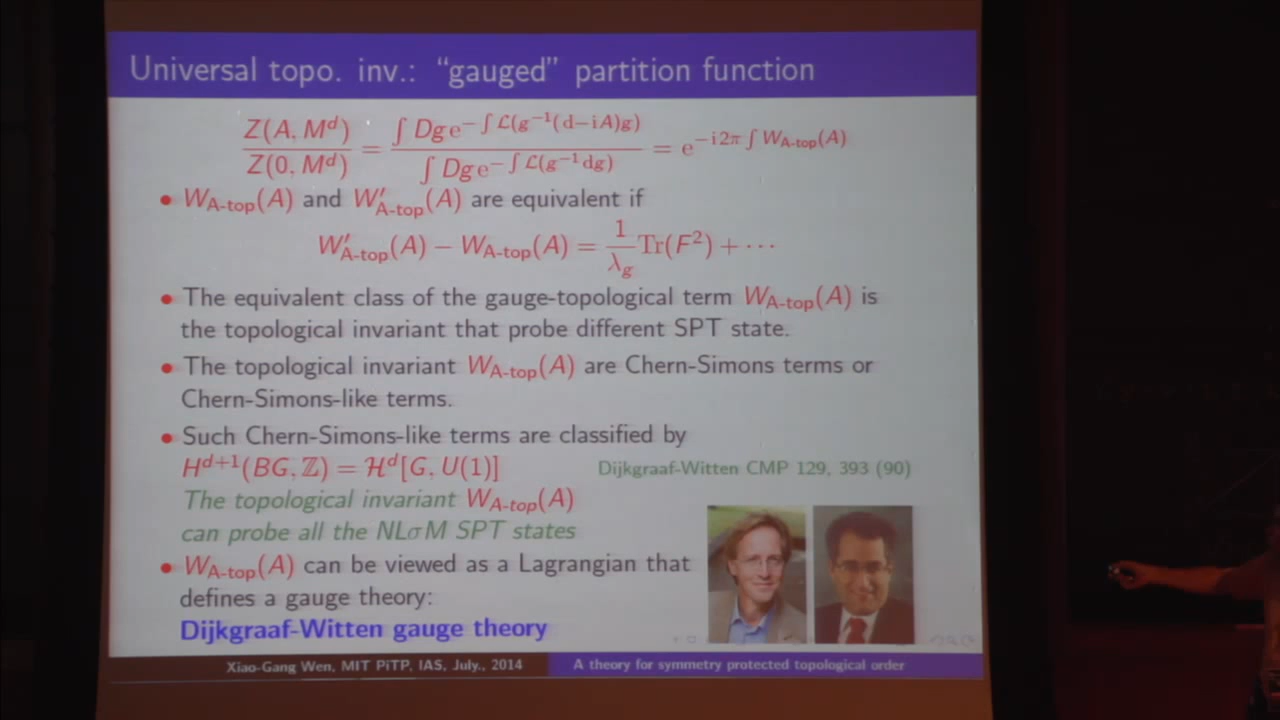 Universal topo. inv.: “gauged” partition function
Z(A, M^d) / Z(0, M^d) = ∫ Dg e^{−∫ L(g^{−1}(d−iA)g)} / ∫ Dg e^{−∫ L(g^{−1}dg)} = e^{−i2π ∫ W_{A-top}(A)}
• W_{A-top}(A) and W′_{A-top}(A) are equivalent if
W′_{A-top}(A) − W_{A-top}(A) = 1/λ_g Tr(F²) + ···
• The equivalent class of the gauge-topological term W_{A-top}(A) is
the topological invariant that probe different SPT state.
• The topological invariant W_{A-top}(A) are Chern-Simons terms or
Chern-Simons-like terms.
• Such Chern-Simons-like terms are classified by
H^{d+1}(BG, ℤ) = ℋ^d[G, U(1)] Dijkgraaf-Witten CMP 129, 393 (90)
The topological invariant W_{A-top}(A)
can probe all the NLσM SPT states
• W_{A-top}(A) can be viewed as a Lagrangian that
defines a gauge theory:
Dijkgraaf-Witten gauge theory
Xiao-Gang Wen, MIT PiTP, IAS, July., 2014 A theory for symmetry protected topological order